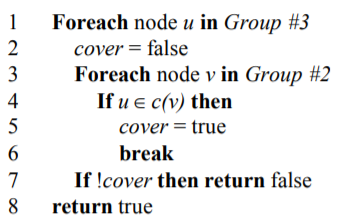 1 Foreach node u in Group #3
2 cover = false
3 Foreach node v in Group #2
4 If u ∈ c(v) then
5 cover = true
6 break
7 If !cover then return false
8 return true